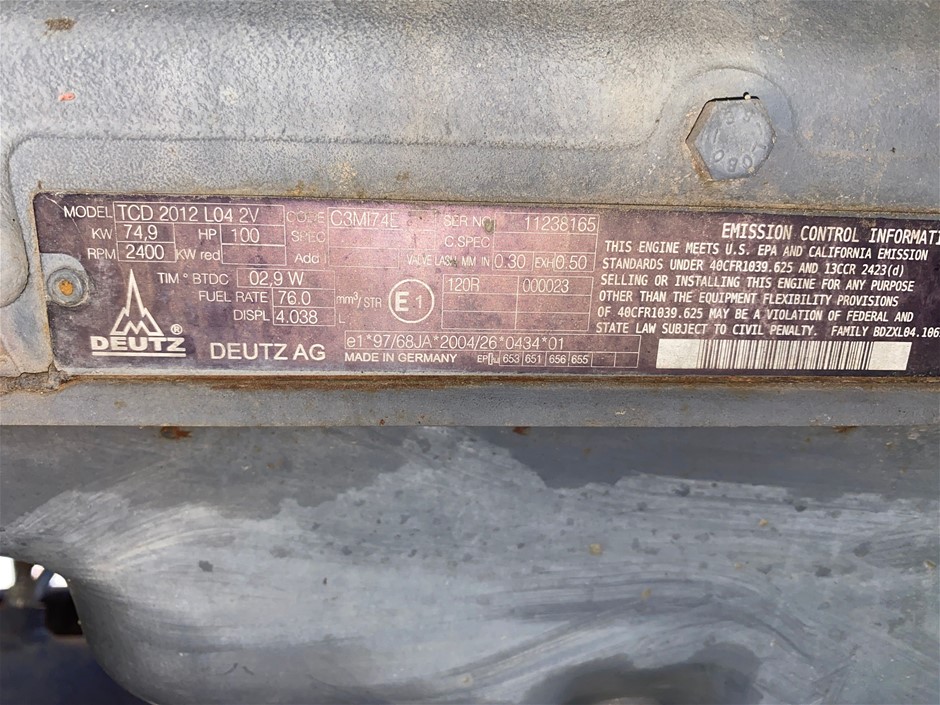 MODEL TCD 2012 L04 2V CODE C3MI74E SER NO 11238165
KW 74,9 HP 100 SPEC C.SPEC
RPM 2400 KW red Add VALVE LASH MM IN 0.30 EXH 0.50
TIM° BTDC 02,9 W 120R 000023
FUEL RATE 76.0 mm³/STR E1
DISPL 4.038 L
DEUTZ ®
DEUTZ AG
e1*97/68JA*2004/26*0434*01
MADE IN GERMANY EP 653 651 656 655
EMISSION CONTROL INFORMATI
THIS ENGINE MEETS U.S. EPA AND CALIFORNIA EMISSION
STANDARDS UNDER 40CFR1039.625 AND 13CCR 2423(d)
SELLING OR INSTALLING THIS ENGINE FOR ANY PURPOSE
OTHER THAN THE EQUIPMENT FLEXIBILITY PROVISIONS
OF 40CFR1039.625 MAY BE A VIOLATION OF FEDERAL AND
STATE LAW SUBJECT TO CIVIL PENALTY. FAMILY BDZXL04.106